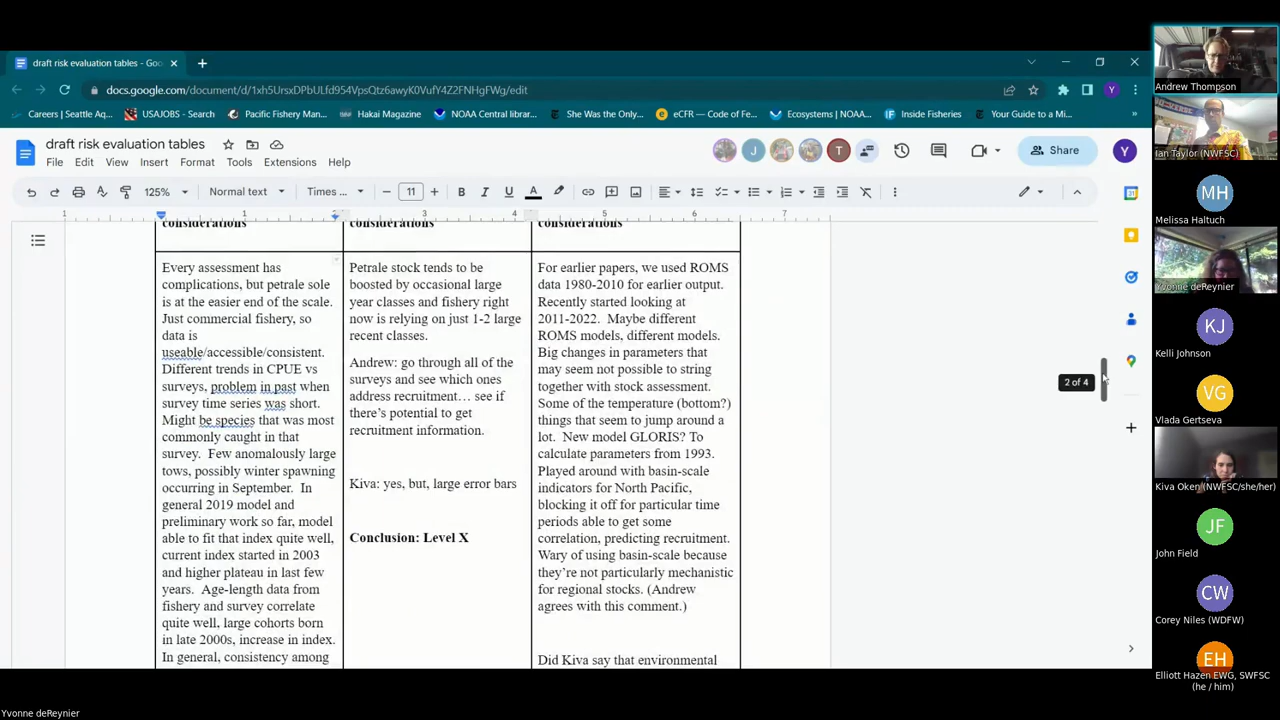 draft risk evaluation tables - Goo
docs.google.com/document/d/1xh5UrsxDPbULfd954VpsQtz6awyK0VufY4Z2FNHgFWg/edit
Careers | Seattle Aq...
USAJOBS - Search
Pacific Fishery Man...
Hakai Magazine
NOAA Central library...
She Was the Only...
eCFR — Code of Fe...
Ecosystems | NOAA...
Inside Fisheries
Your Guide to a Mi...
draft risk evaluation tables
File Edit View Insert Format Tools Extensions Help
J
T
Share
Y
125%
Normal text
Times ...
11
B I U A
1 1 2 3 4 5 6 7
considerations
considerations
considerations
Every assessment has
complications, but petrale sole
is at the easier end of the scale.
Just commercial fishery, so
data is
useable/accessible/consistent.
Different trends in CPUE vs
surveys, problem in past when
survey time series was short.
Might be species that was most
commonly caught in that
survey. Few anomalously large
tows, possibly winter spawning
occurring in September. In
general 2019 model and
preliminary work so far, model
able to fit that index quite well,
current index started in 2003
and higher plateau in last few
years. Age-length data from
fishery and survey correlate
quite well, large cohorts born
in late 2000s, increase in index.
In general, consistency among
Petrale stock tends to be
boosted by occasional large
year classes and fishery right
now is relying on just 1-2 large
recent classes.
Andrew: go through all of the
surveys and see which ones
address recruitment… see if
there's potential to get
recruitment information.
Kiva: yes, but, large error bars
Conclusion: Level X
For earlier papers, we used ROMS
data 1980-2010 for earlier output.
Recently started looking at
2011-2022. Maybe different
ROMS models, different models.
Big changes in parameters that
may seem not possible to string
together with stock assessment.
Some of the temperature (bottom?)
things that seem to jump around a
lot. New model GLORIS? To
calculate parameters from 1993.
Played around with basin-scale
indicators for North Pacific,
blocking it off for particular time
periods able to get some
correlation, predicting recruitment.
Wary of using basin-scale because
they're not particularly mechanistic
for regional stocks. (Andrew
agrees with this comment.)
Did Kiva say that environmental
2 of 4
Andrew Thompson
Ian Taylor (NWFSC)
MH
Melissa Haltuch
Yvonne deReynier
KJ
Kelli Johnson
VG
Vlada Gertseva
Kiva Oken (NWFSC/she/her)
JF
John Field
CW
Corey Niles (WDFW)
EH
Elliott Hazen EWG, SWFSC
(he / him)
Yvonne deReynier